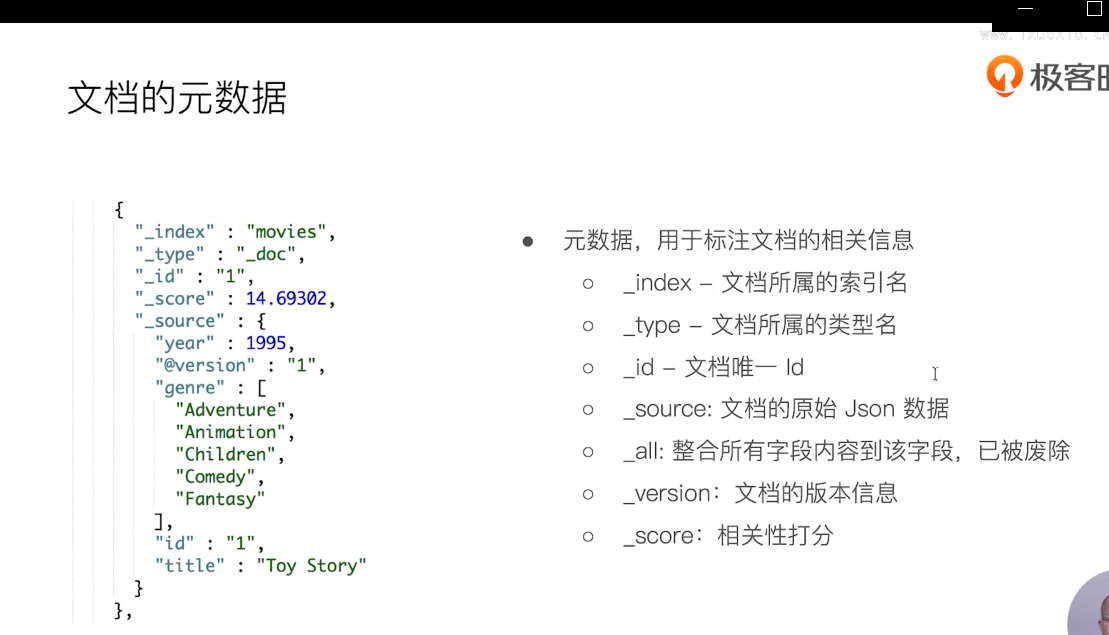 极客时
文档的元数据
{
"_index" : "movies",
"_type" : "_doc",
"_id" : "1",
"_score" : 14.69302,
"_source" : {
"year" : 1995,
"@version" : "1",
"genre" : [
"Adventure",
"Animation",
"Children",
"Comedy",
"Fantasy"
],
"id" : "1",
"title" : "Toy Story"
}
},
● 元数据，用于标注文档的相关信息
○ _index – 文档所属的索引名
○ _type – 文档所属的类型名
○ _id – 文档唯一 Id
○ _source: 文档的原始 Json 数据
○ _all: 整合所有字段内容到该字段，已被废除
○ _version：文档的版本信息
○ _score：相关性打分